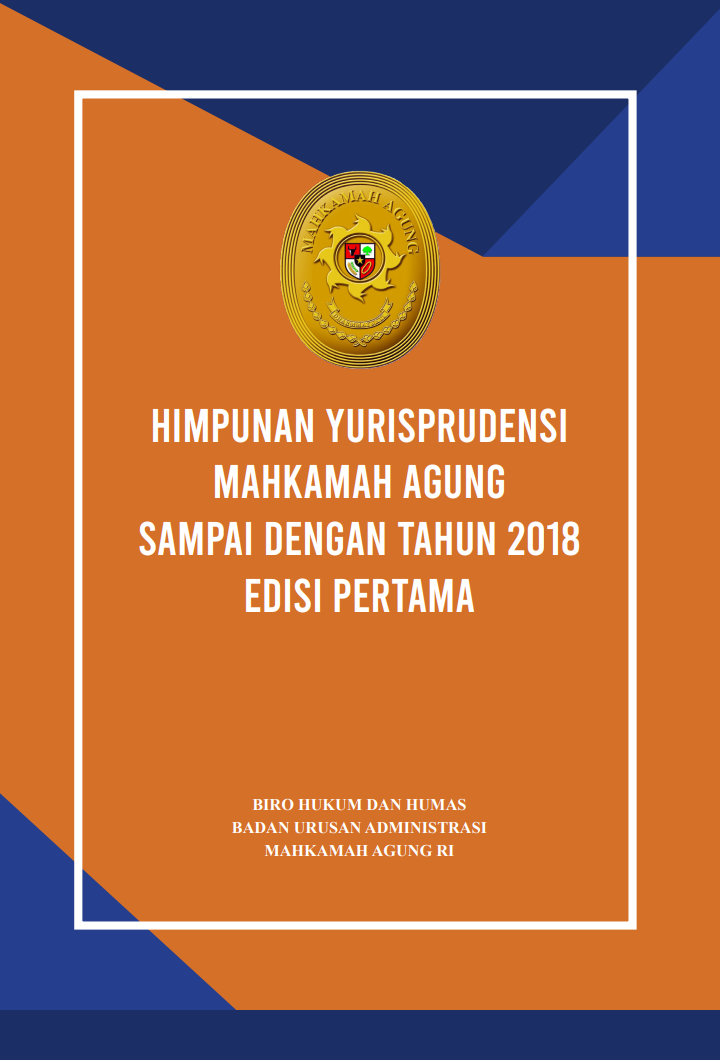 MAHKAMAH AGUNG
HIMPUNAN YURISPRUDENSI
MAHKAMAH AGUNG
SAMPAI DENGAN TAHUN 2018
EDISI PERTAMA
BIRO HUKUM DAN HUMAS
BADAN URUSAN ADMINISTRASI
MAHKAMAH AGUNG RI